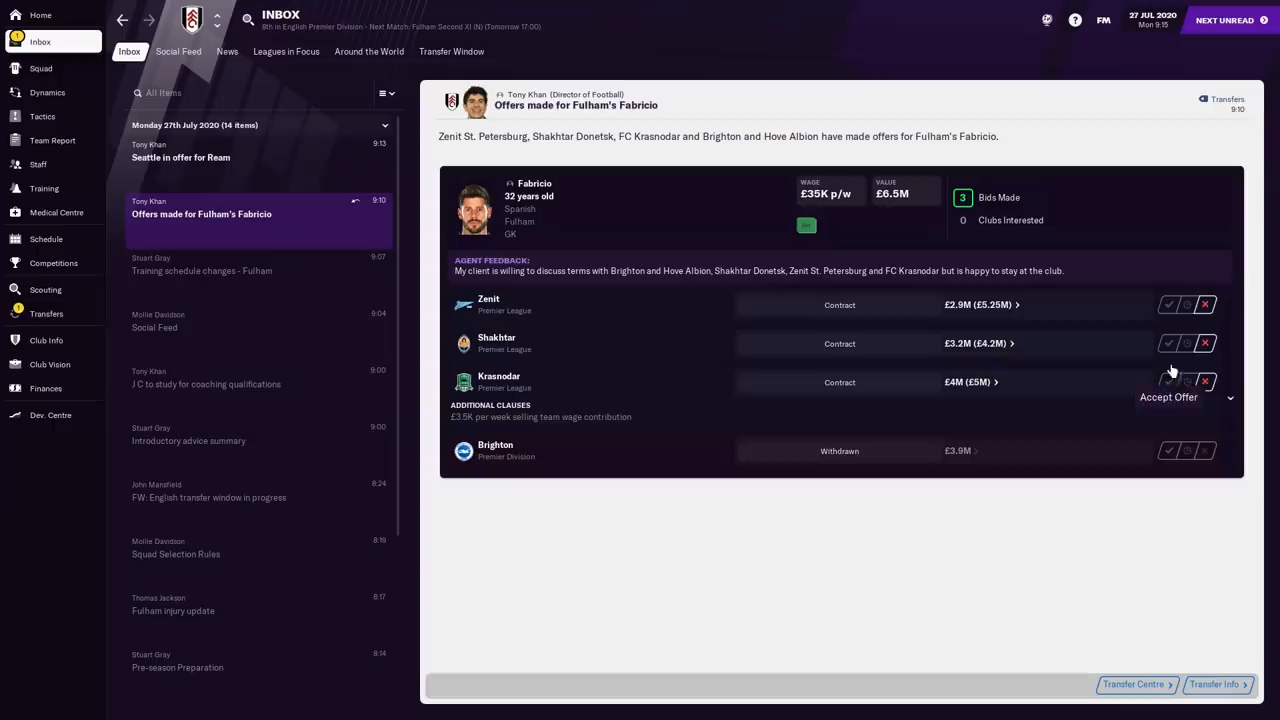 Home
1
Inbox
Squad
Dynamics
Tactics
Team Report
Staff
Training
Medical Centre
Schedule
Competitions
Scouting
1
Transfers
Club Info
Club Vision
Finances
Dev. Centre
INBOX
8th in English Premier Division - Next Match: Fulham Second XI (N) (Tomorrow 17:00)
FM
27 JUL 2020
Mon 9:15
NEXT UNREAD
Inbox
Social Feed
News
Leagues in Focus
Around the World
Transfer Window
All Items
Monday 27th July 2020 (14 items)
Tony Khan 9:13
Seattle in offer for Ream
Tony Khan 9:10
Offers made for Fulham's Fabricio
Stuart Gray 9:07
Training schedule changes - Fulham
Mollie Davidson 9:04
Social Feed
Tony Khan 9:00
J C to study for coaching qualifications
Stuart Gray 9:00
Introductory advice summary
John Mansfield 8:24
FW: English transfer window in progress
Mollie Davidson 8:19
Squad Selection Rules
Thomas Jackson 8:17
Fulham injury update
Stuart Gray 8:14
Pre-season Preparation
Tony Khan (Director of Football)
Offers made for Fulham's Fabricio
Transfers
9:10
Zenit St. Petersburg, Shakhtar Donetsk, FC Krasnodar and Brighton and Hove Albion have made offers for Fulham's Fabricio.
Fabricio
32 years old
Spanish
Fulham
GK
WAGE
£35K p/w
VALUE
£6.5M
3 Bids Made
0 Clubs Interested
AGENT FEEDBACK:
My client is willing to discuss terms with Brighton and Hove Albion, Shakhtar Donetsk, Zenit St. Petersburg and FC Krasnodar but is happy to stay at the club.
Zenit
Premier League
Contract
£2.9M (£5.25M)
Shakhtar
Premier League
Contract
£3.2M (£4.2M)
Krasnodar
Premier League
Contract
£4M (£5M)
Accept Offer
ADDITIONAL CLAUSES
£3.5K per week selling team wage contribution
Brighton
Premier Division
Withdrawn
£3.9M
Transfer Centre
Transfer Info